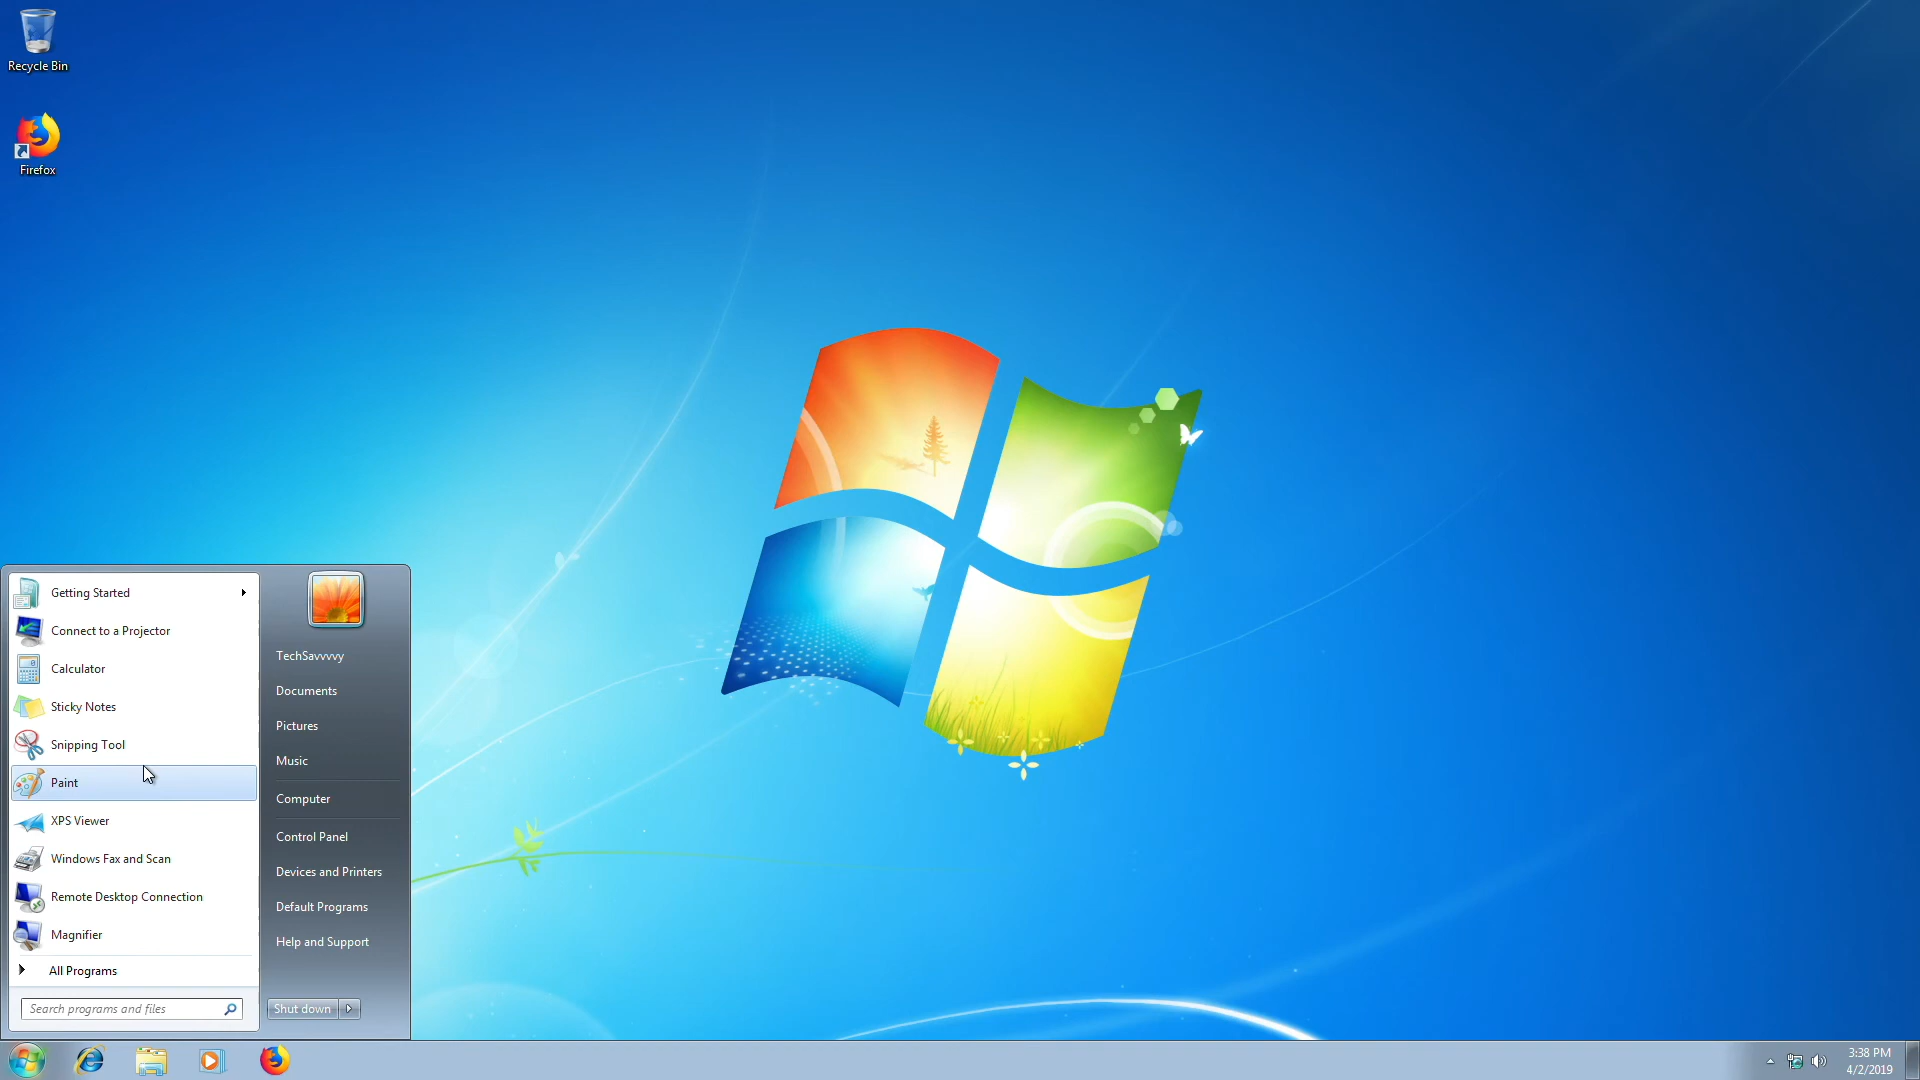 Recycle Bin
Firefox
Getting Started
Connect to a Projector
Calculator
Sticky Notes
Snipping Tool
Paint
XPS Viewer
Windows Fax and Scan
Remote Desktop Connection
Magnifier
All Programs
Search programs and files
TechSavvvvy
Documents
Pictures
Music
Computer
Control Panel
Devices and Printers
Default Programs
Help and Support
Shut down
3:38 PM
4/2/2019